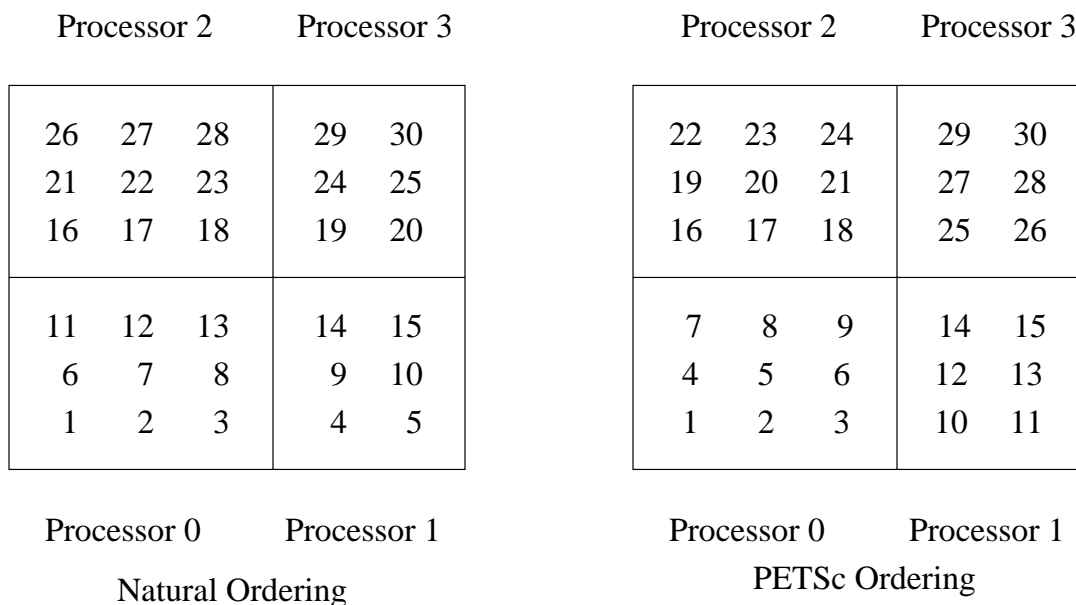 Processor 2 Processor 3 Processor 2 Processor 3
26 27 28 29 30 22 23 24 29 30
21 22 23 24 25 19 20 21 27 28
16 17 18 19 20 16 17 18 25 26
11 12 13 14 15 7 8 9 14 15
6 7 8 9 10 4 5 6 12 13
1 2 3 4 5 1 2 3 10 11
Processor 0 Processor 1 Processor 0 Processor 1
Natural Ordering PETSc Ordering